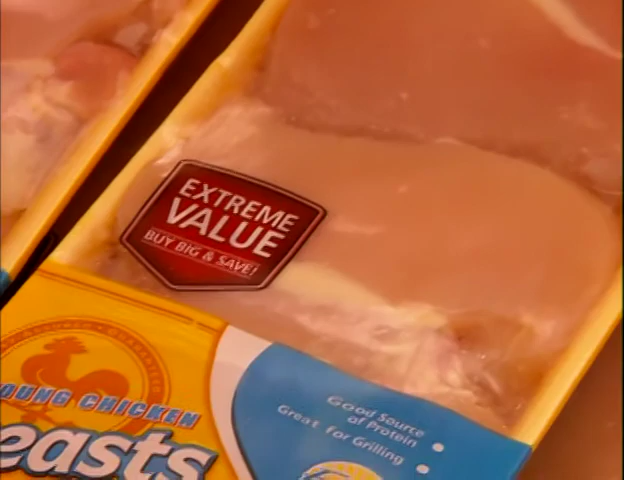 EXTREME
VALUE
BUY BIG & SAVE!
OUNG CHICKEN
easts
Good Source
of Protein
Great for Grilling